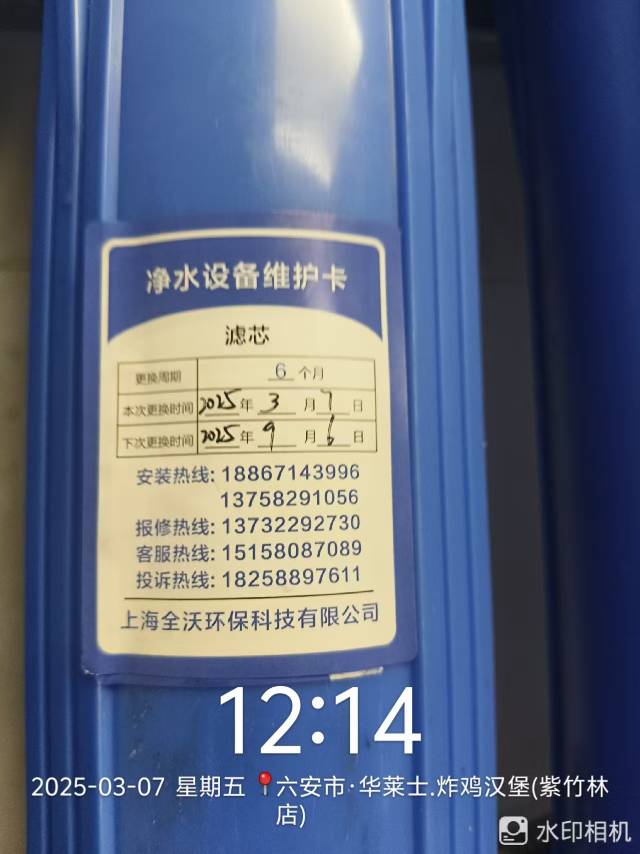 净水设备维护卡
滤芯
更换周期 6 个月
本次更换时间 2025 年 3 月 7 日
下次更换时间 2025 年 9 月 6 日
安装热线: 18867143996
13758291056
报修热线: 13732292730
客服热线: 15158087089
投诉热线: 18258897611
上海全沃环保科技有限公司
12:14
2025-03-07 星期五 六安市·华莱士.炸鸡汉堡(紫竹林
店)
水印相机